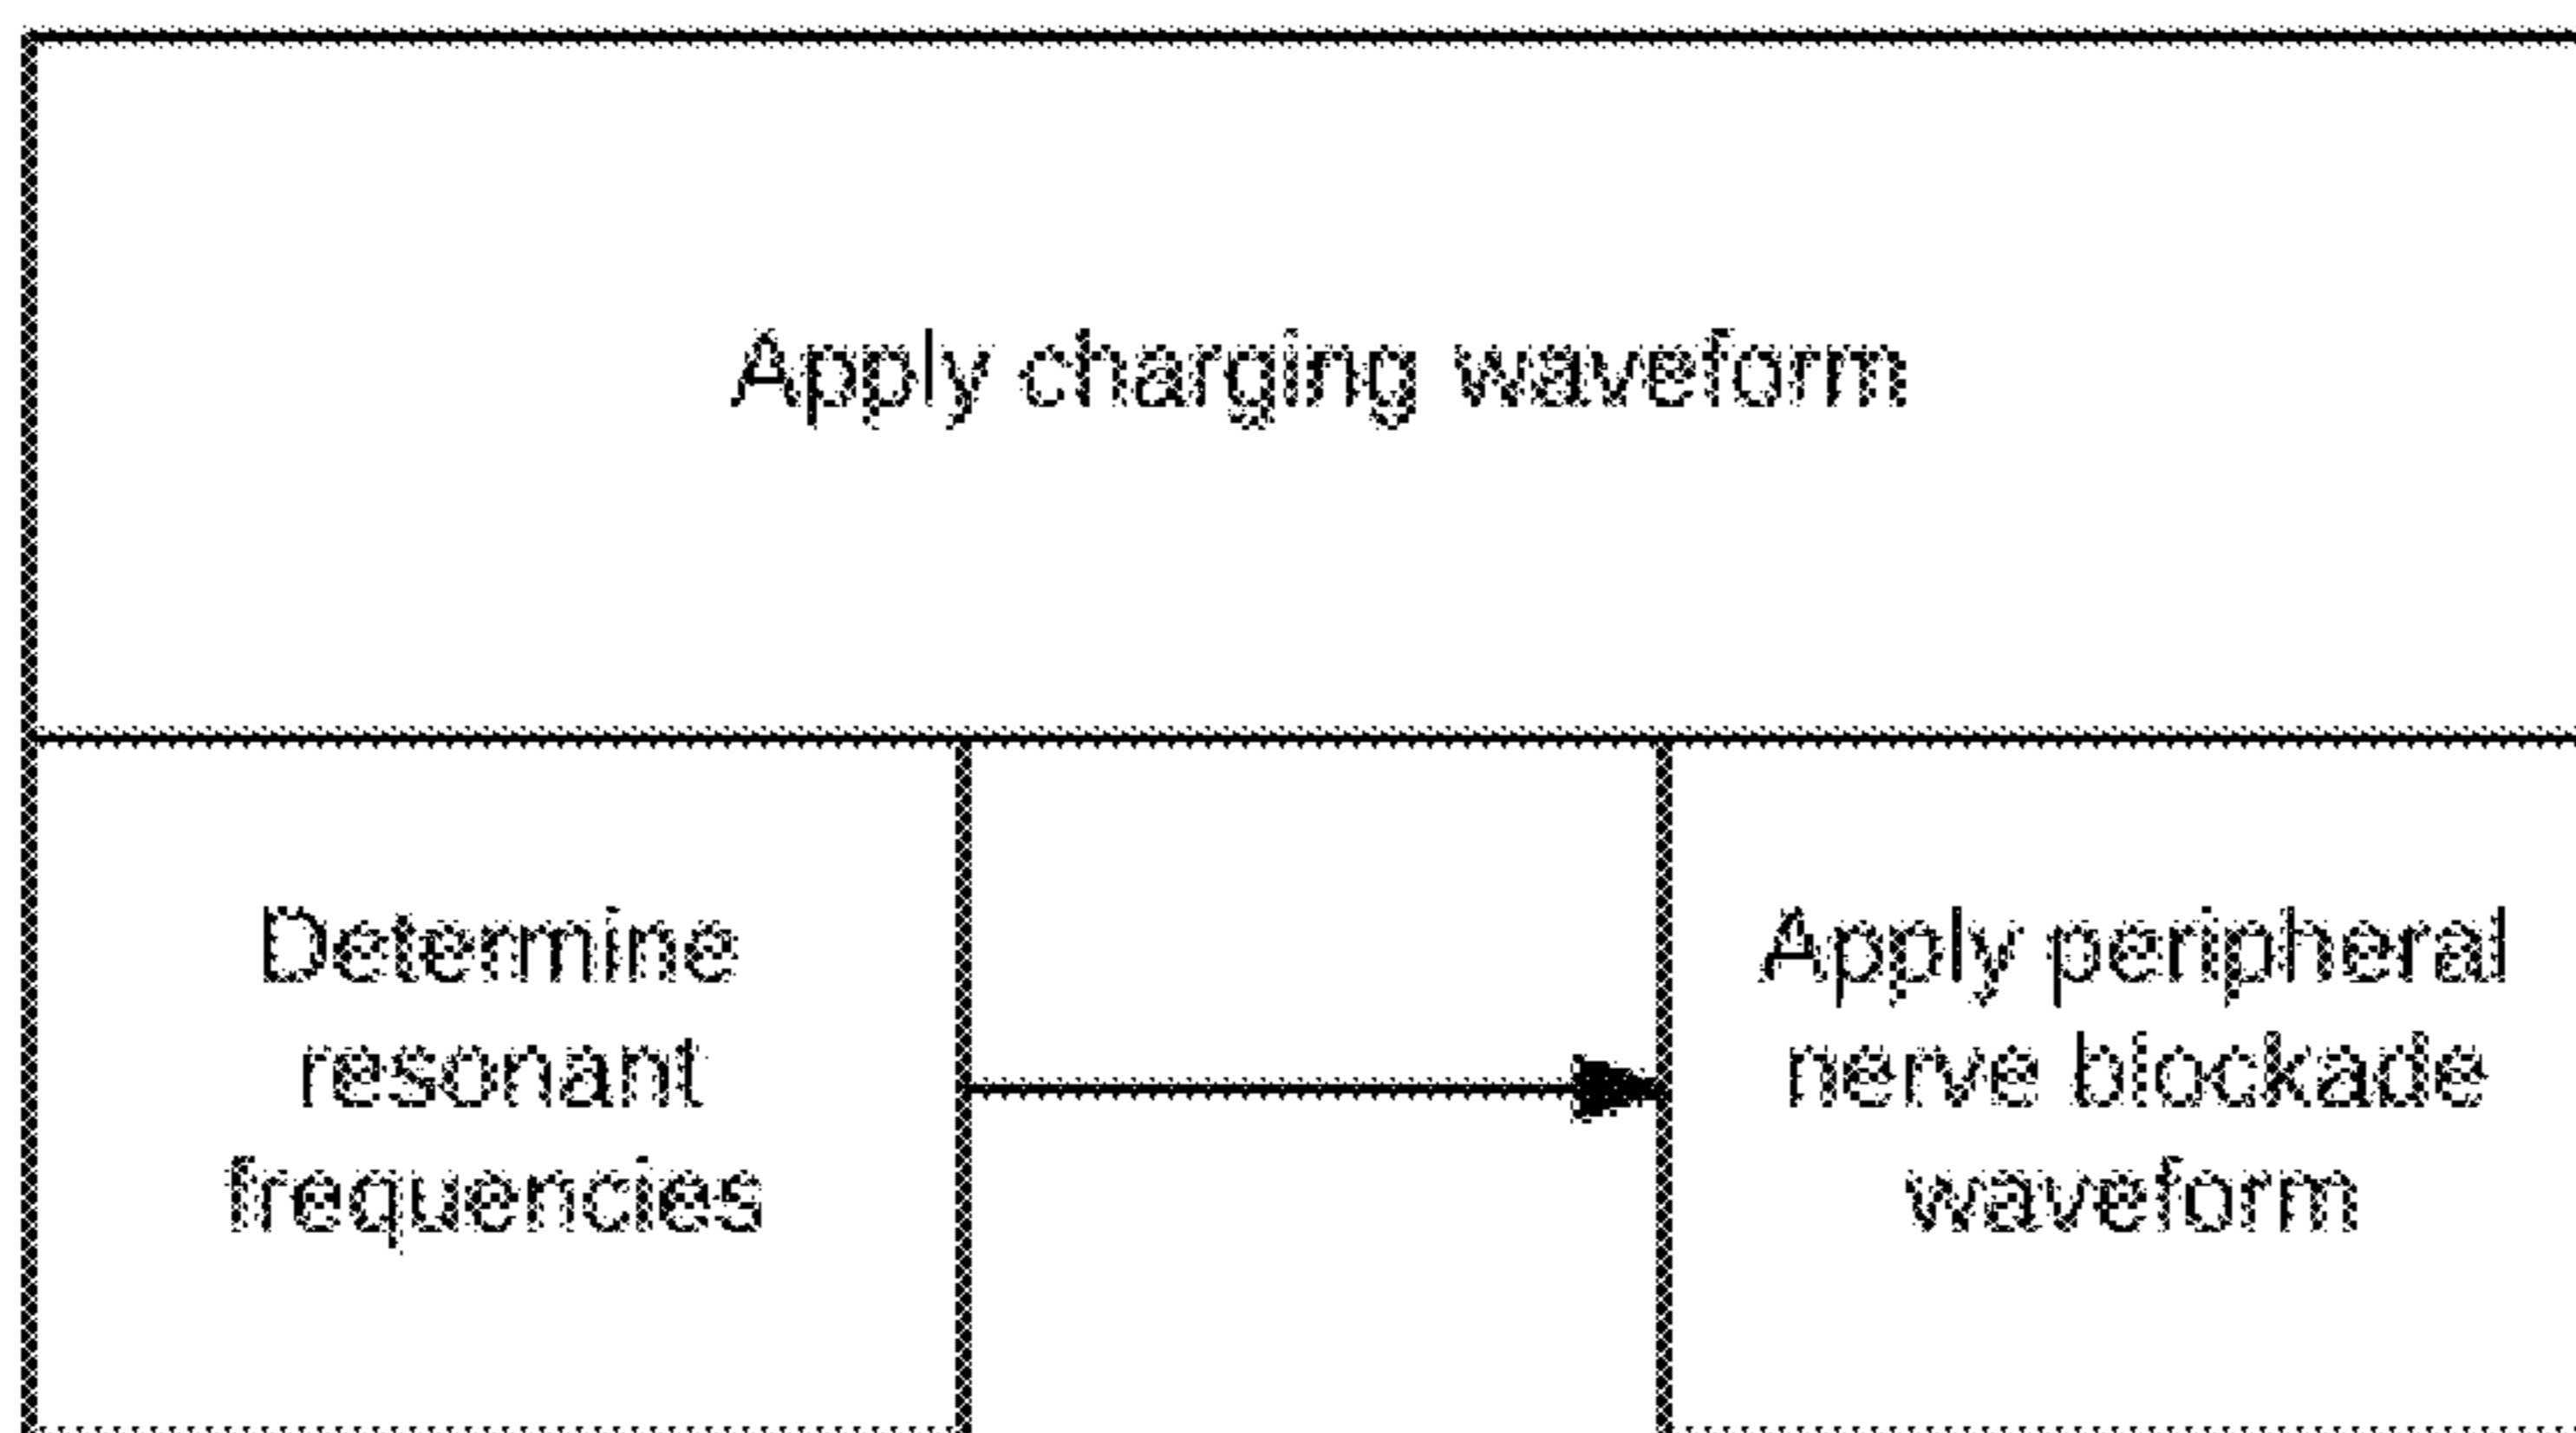 Apply charging waveform
Determine
resonant
frequencies
Apply peripheral
nerve blockade
waveform